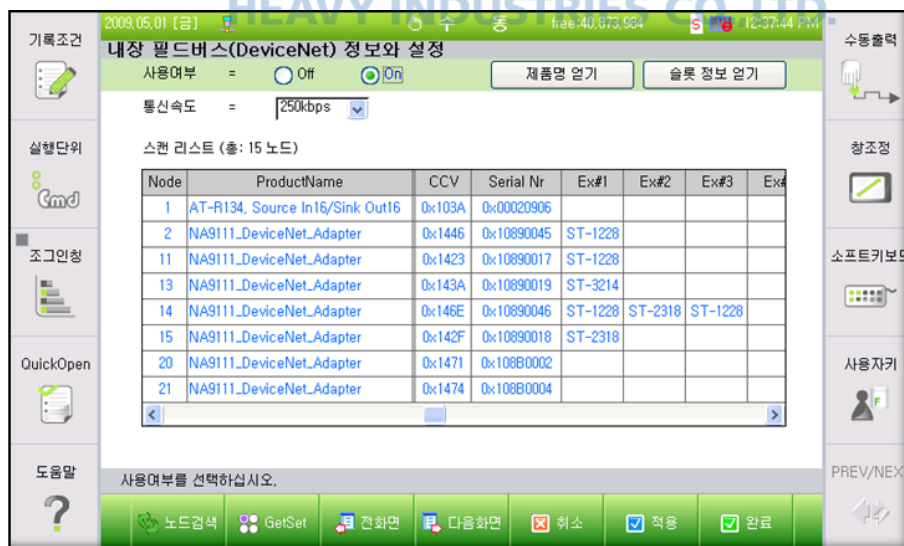 HEAVY INDUSTRIES CO.,LTD.
2009,05,01 [금] 수 동 free:40,873,984 S 12:37:44 PM
내장 필드버스(DeviceNet) 정보와 설정
사용여부 = Off On 제품명 얻기 슬롯 정보 얻기
통신속도 = 250kbps
스캔 리스트 (총: 15 노드)
Node ProductName CCV Serial Nr Ex#1 Ex#2 Ex#3 Ex#
1 AT-R134, Source In16/Sink Out16 0x103A 0x00020906
2 NA9111_DeviceNet_Adapter 0x1446 0x10890045 ST-1228
11 NA9111_DeviceNet_Adapter 0x1423 0x10890017 ST-1228
13 NA9111_DeviceNet_Adapter 0x143A 0x10890019 ST-3214
14 NA9111_DeviceNet_Adapter 0x146E 0x10890046 ST-1228 ST-2318 ST-1228
15 NA9111_DeviceNet_Adapter 0x142F 0x10890018 ST-2318
20 NA9111_DeviceNet_Adapter 0x1471 0x108B0002
21 NA9111_DeviceNet_Adapter 0x1474 0x108B0004
사용여부를 선택하십시오.
노드검색 GetSet 전화면 다음화면 취소 적용 완료
기록조건
실행단위
Cmd
조그인칭
QuickOpen
도움말
?
수동출력
창조정
소프트키보드
사용자키
F
PREV/NEX